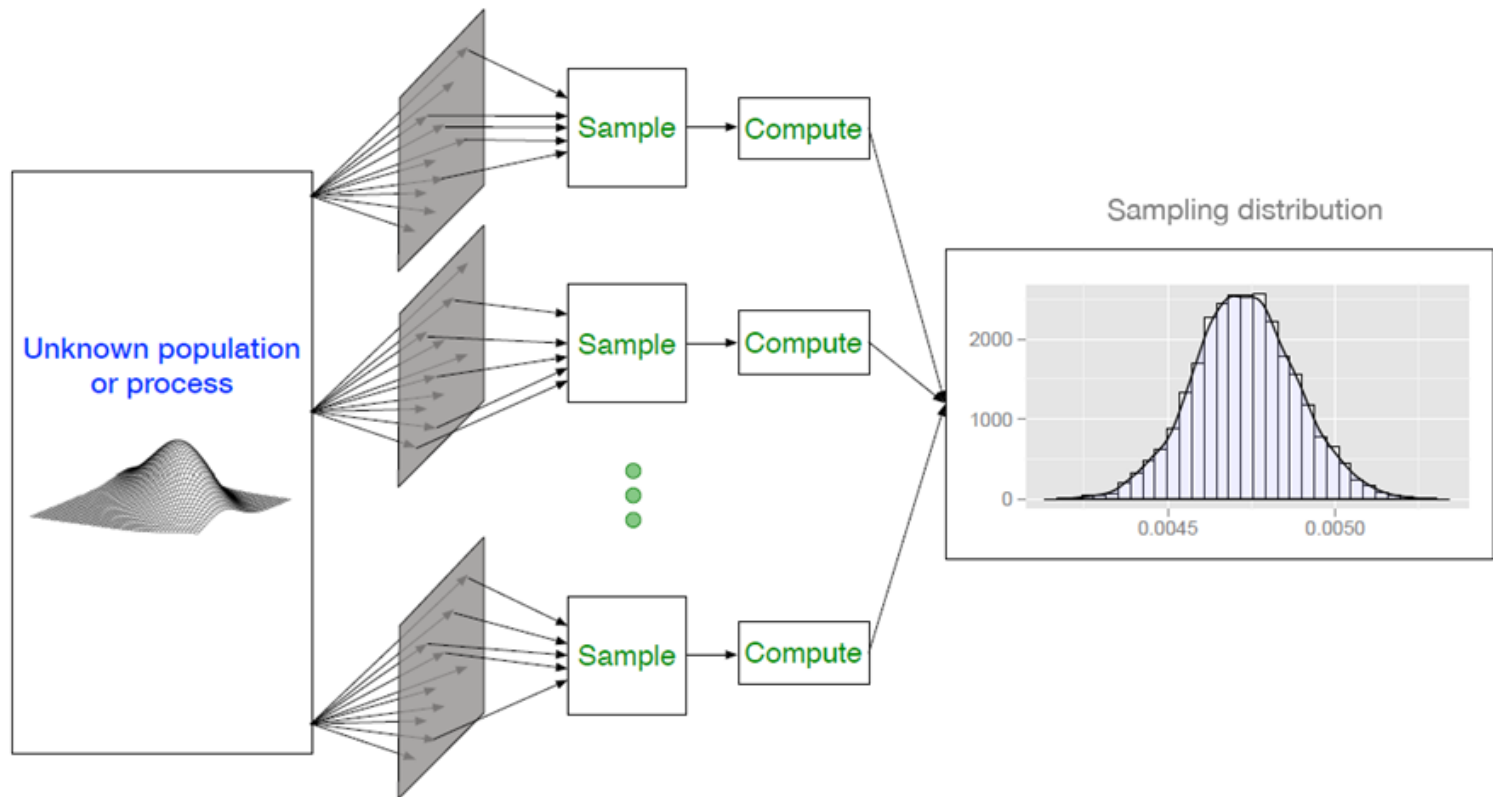 Unknown population
or process
Sample
Compute
Sample
Compute
Sample
Compute
Sampling distribution
2000
1000
0
0.0045
0.0050